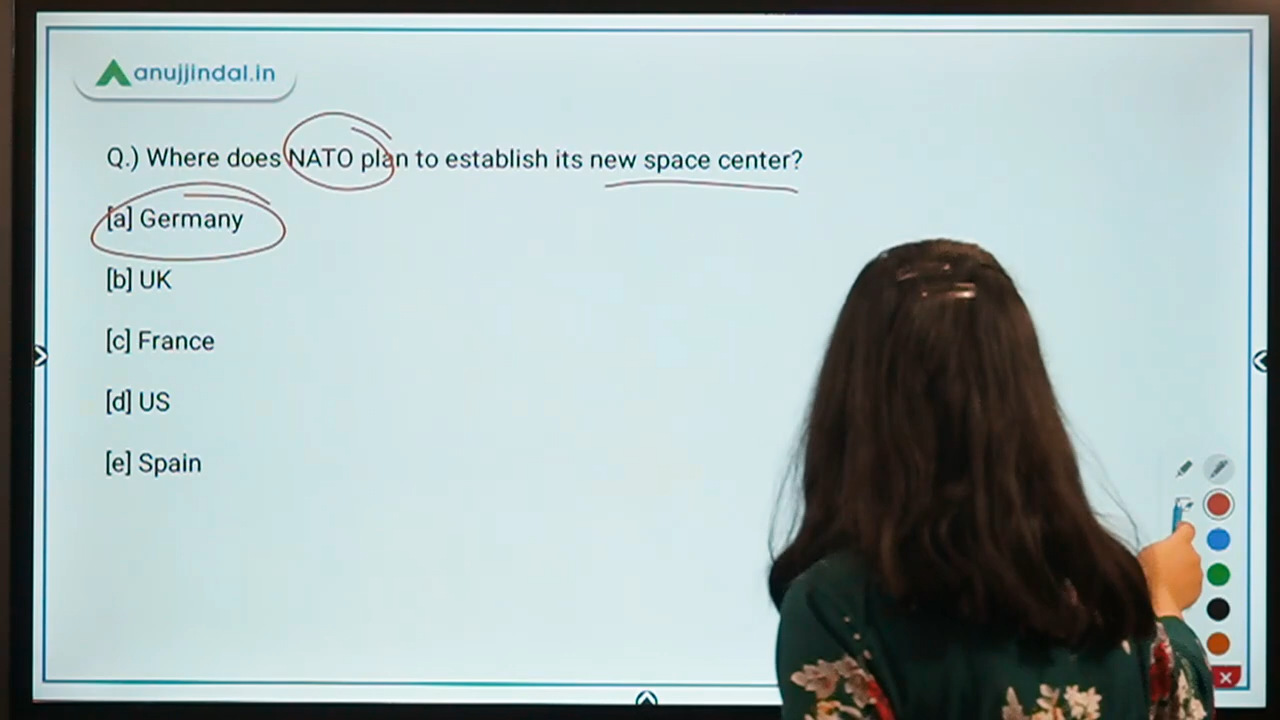 anujjindal.in
Q.) Where does NATO plan to establish its new space center?
[a] Germany
[b] UK
[c] France
[d] US
[e] Spain